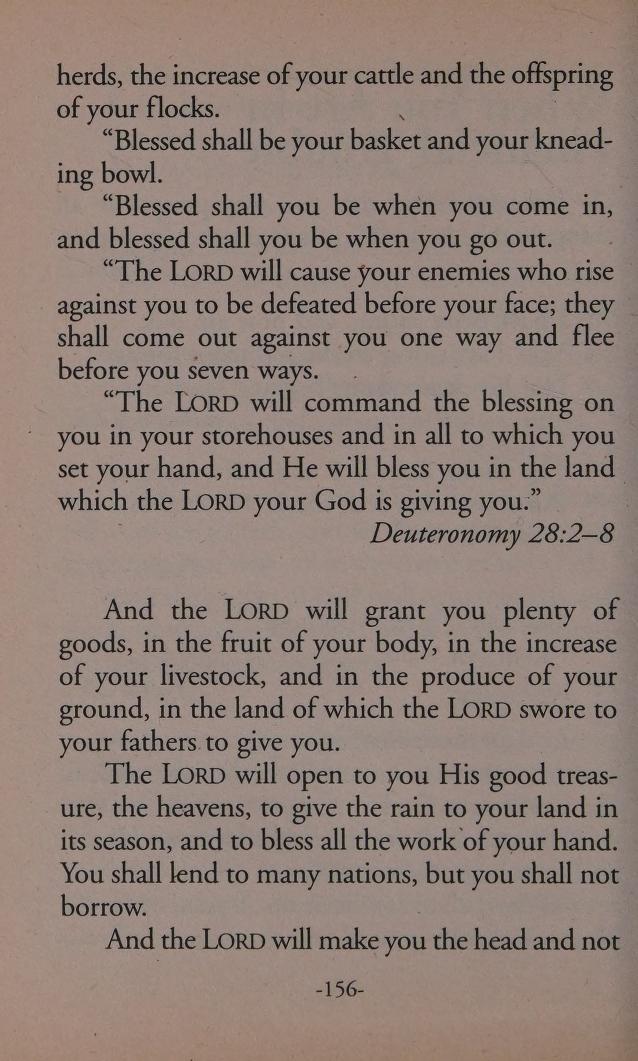 herds, the increase of your cattle and the offspring
of your flocks.
“Blessed shall be your basket and your knead-
ing bowl.
“Blessed shall you be when you come in,
and blessed shall you be when you go out.
“The LORD will cause your enemies who rise
against you to be defeated before your face; they
shall come out against you one way and flee
before you seven ways.
“The LORD will command the blessing on
you in your storehouses and in all to which you
set your hand, and He will bless you in the land
which the LORD your God is giving you.”
Deuteronomy 28:2–8
And the LORD will grant you plenty of
goods, in the fruit of your body, in the increase
of your livestock, and in the produce of your
ground, in the land of which the LORD swore to
your fathers to give you.
The LORD will open to you His good treas-
ure, the heavens, to give the rain to your land in
its season, and to bless all the work of your hand.
You shall lend to many nations, but you shall not
borrow.
And the LORD will make you the head and not
-156-